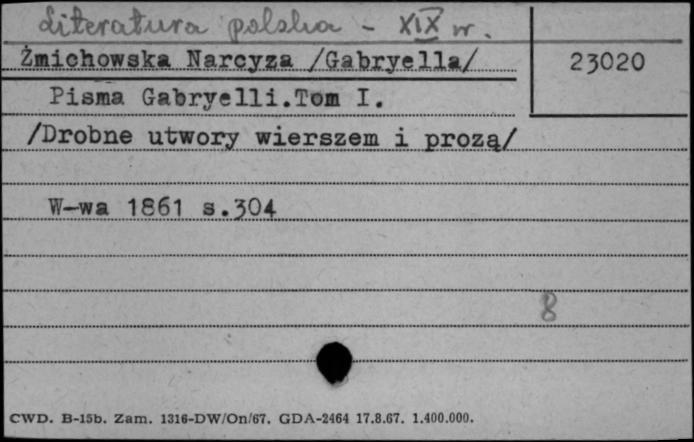 Literatura polska - XIX w.
Żmichowska Narcyza /Gabryella/
23020
Pisma Gabryelli.Tom I.
/Drobne utwory wierszem i prozą/
W-wa 1861 s.304
8
CWD. B-15b. Zam. 1316-DW/On/67. GDA-2464 17.8.67. 1.400.000.